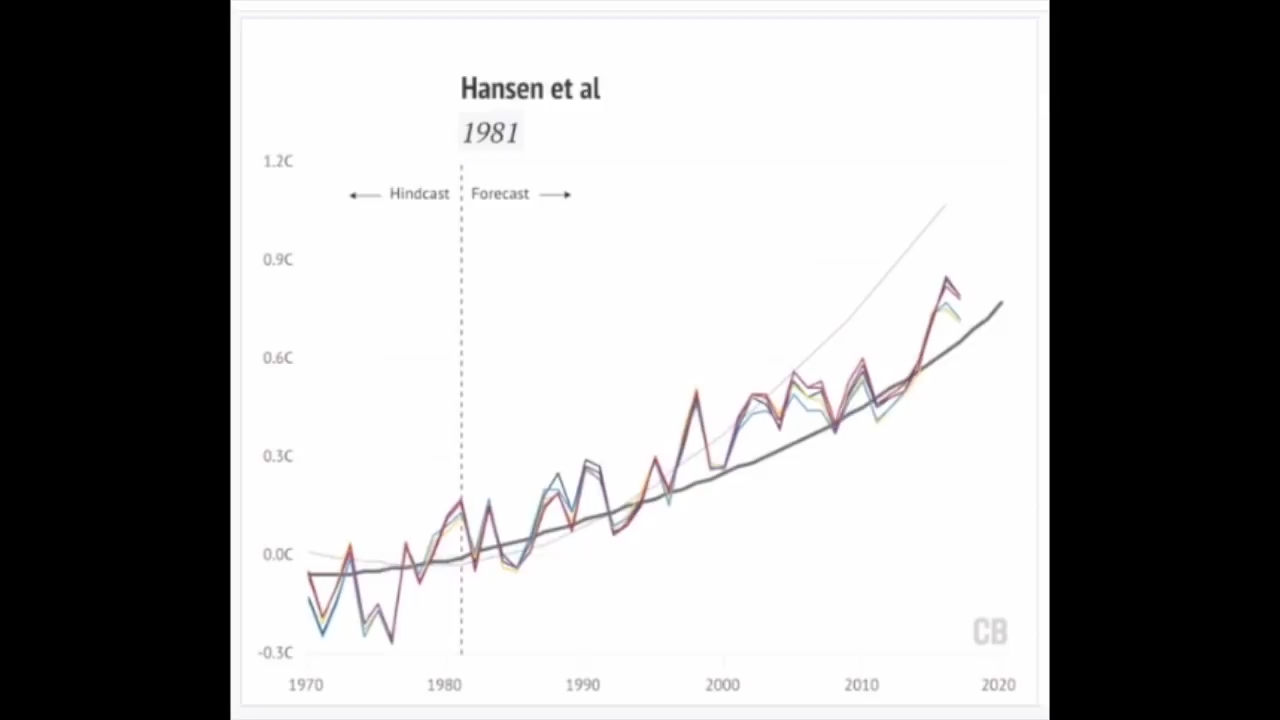 Hansen et al
1981
1.2C
← Hindcast
Forecast →
0.9C
0.6C
0.3C
0.0C
-0.3C
CB
1970 1980 1990 2000 2010 2020